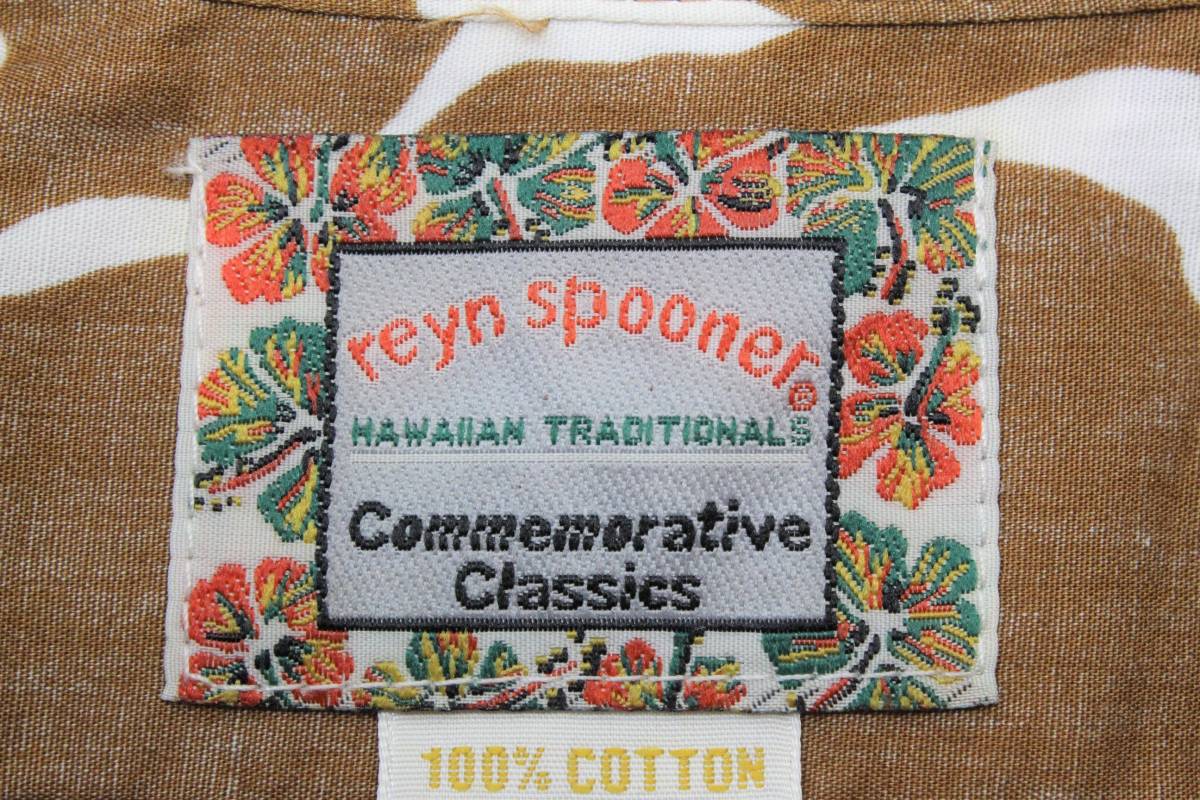 reyn spooner®
HAWAIIAN TRADITIONALS
Commemorative
Classics
100% COTTON